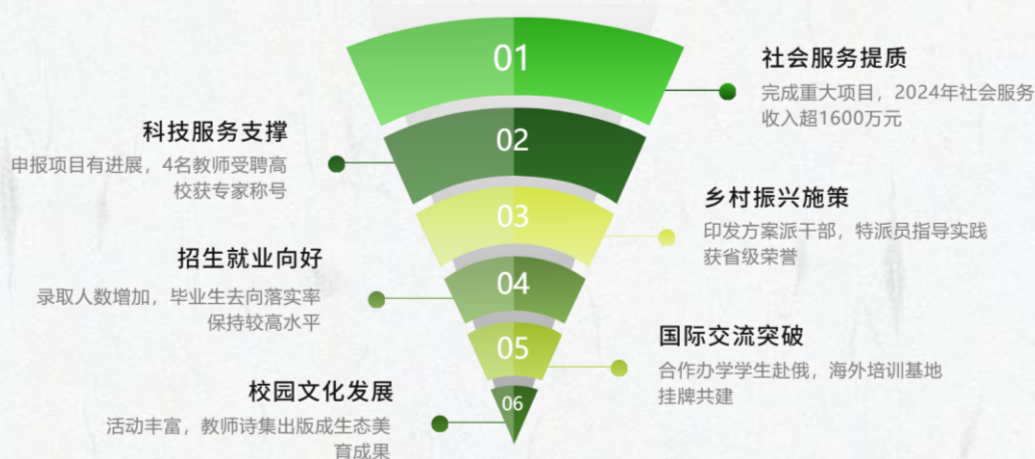 01
社会服务提质
完成重大项目，2024年社会服务
收入超1600万元
02
科技服务支撑
申报项目有进展，4名教师受聘高
校获专家称号
03
乡村振兴施策
印发方案派干部，特派员指导实践
获省级荣誉
04
招生就业向好
录取人数增加，毕业生去向落实率
保持较高水平
05
国际交流突破
合作办学学生赴俄，海外培训基地
挂牌共建
06
校园文化发展
活动丰富，教师诗集出版成生态美
育成果